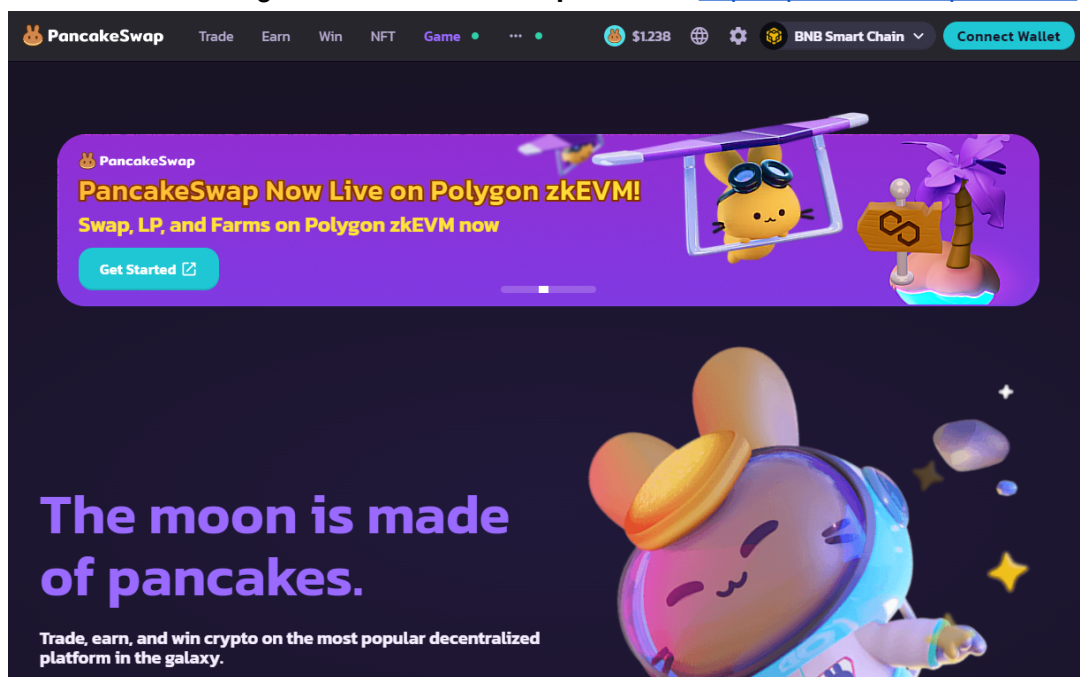 PancakeSwap
Trade
Earn
Win
NFT
Game
$1.238
BNB Smart Chain
Connect Wallet
PancakeSwap
PancakeSwap Now Live on Polygon zkEVM!
Swap, LP, and Farms on Polygon zkEVM now
Get Started
The moon is made
of pancakes.
Trade, earn, and win crypto on the most popular decentralized
platform in the galaxy.